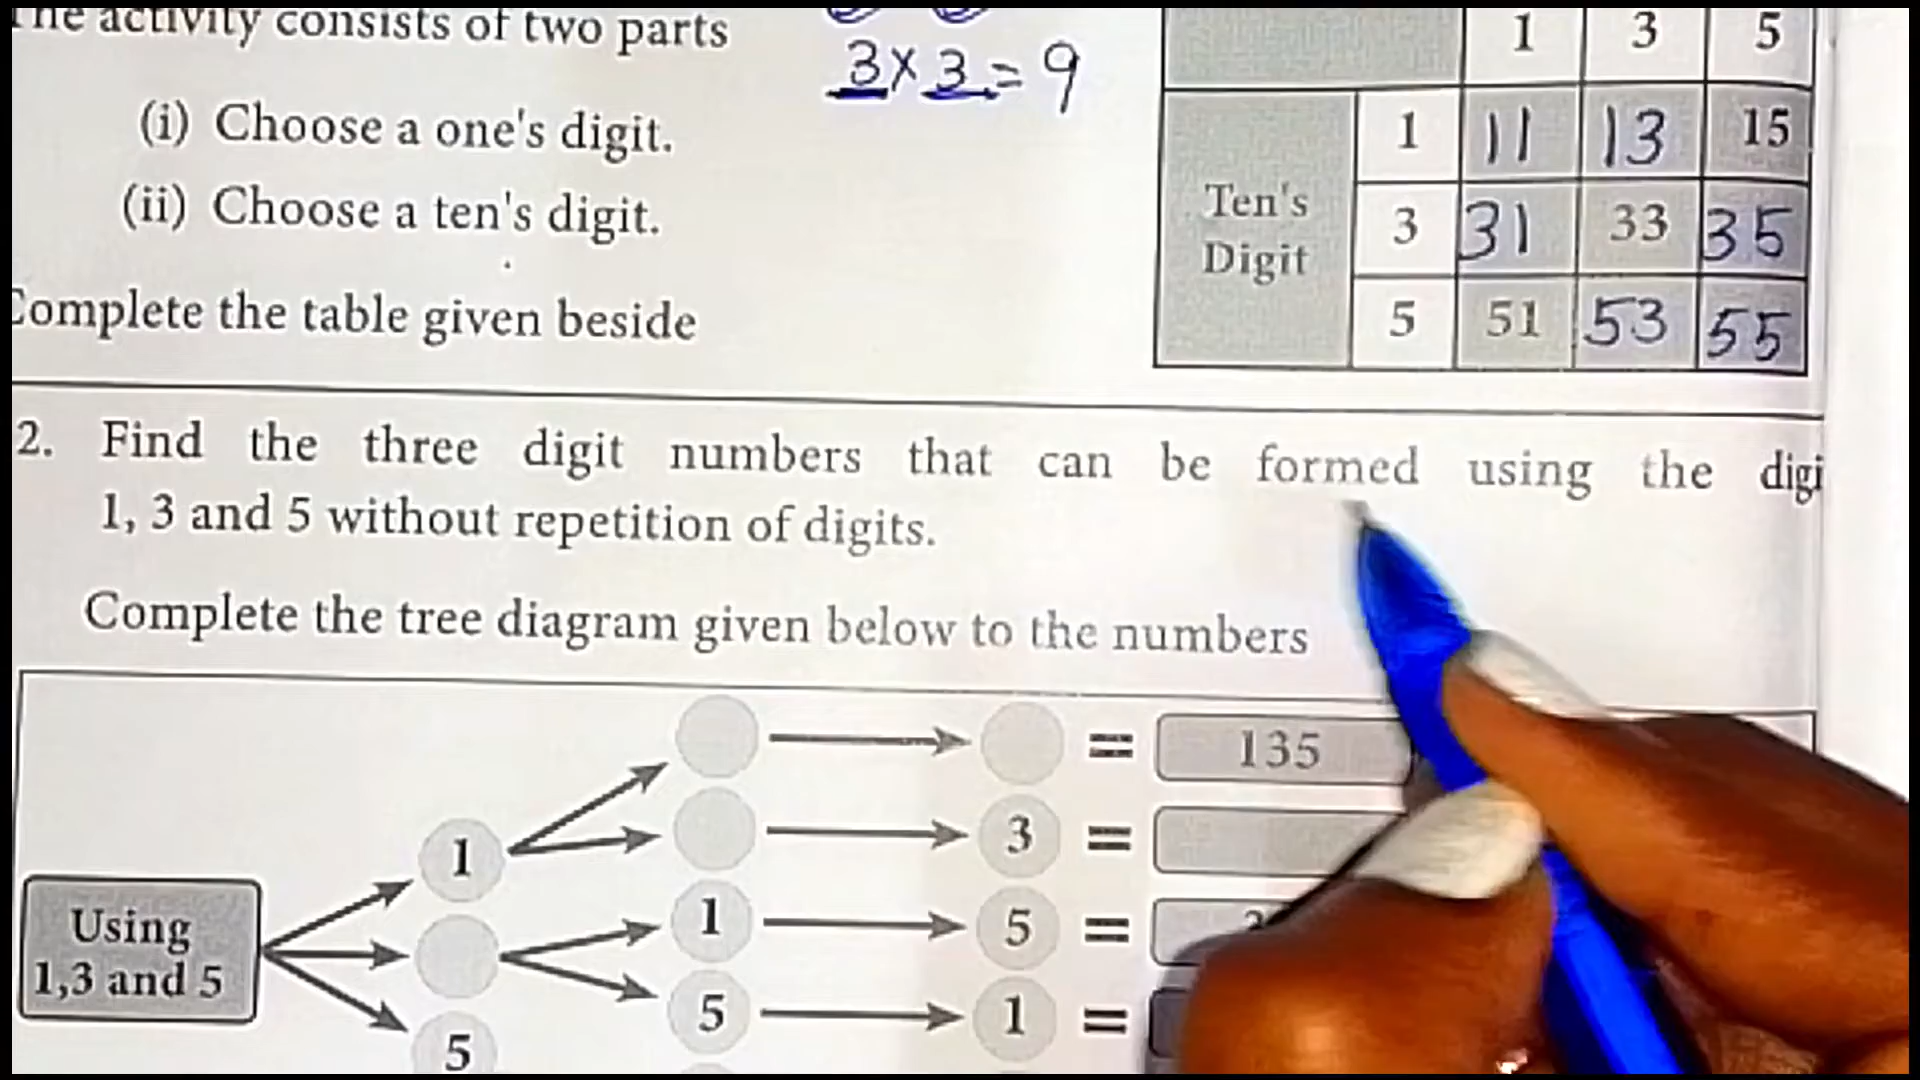 The activity consists of two parts
3 × 3 = 9
(i) Choose a one's digit.
(ii) Choose a ten's digit.
Complete the table given beside
1 3 5
Ten's Digit
1 11 13 15
3 31 33 35
5 51 53 55
2. Find the three digit numbers that can be formed using the digi
1, 3 and 5 without repetition of digits.
Complete the tree diagram given below to the numbers
= 135
1
3 =
Using
1,3 and 5
1 5 =
5 1 =
5